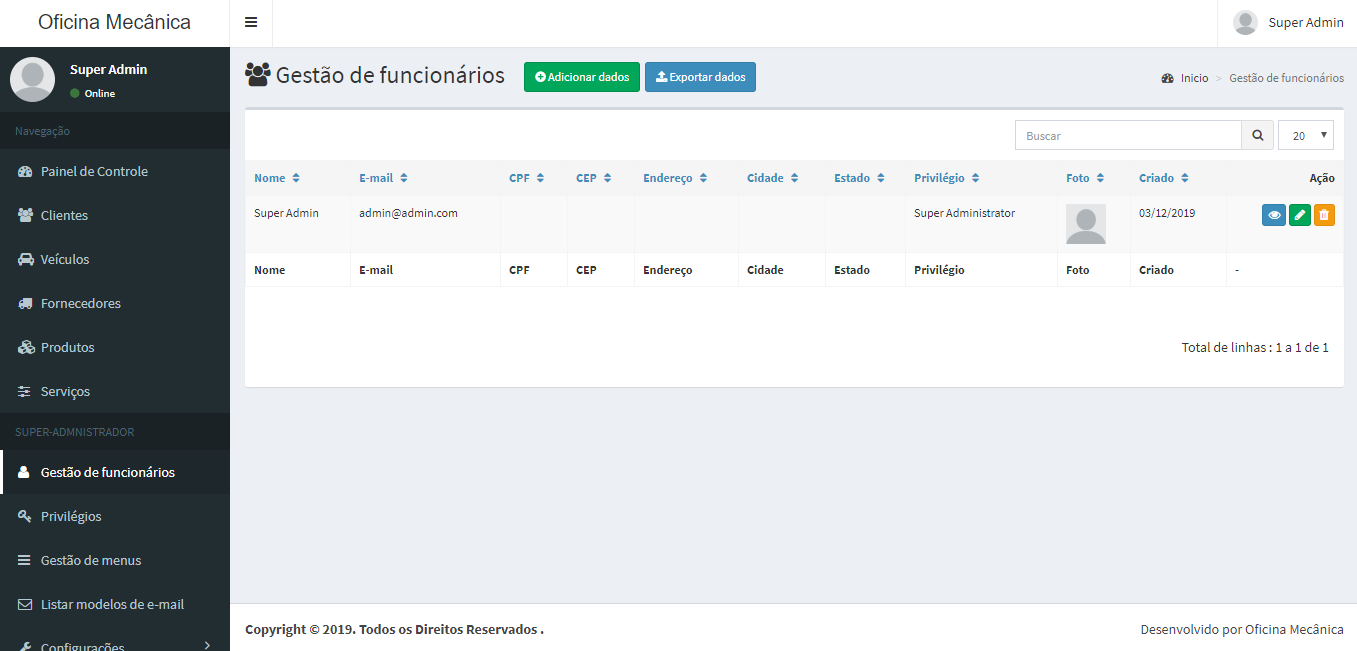 Oficina Mecânica
Super Admin
Super Admin
Online
Navegação
Painel de Controle
Clientes
Veículos
Fornecedores
Produtos
Serviços
SUPER-ADMNISTRADOR
Gestão de funcionários
Privilégios
Gestão de menus
Listar modelos de e-mail
Configurações
Gestão de funcionários
Adicionar dados
Exportar dados
Inicio > Gestão de funcionários
Buscar
20
Nome E-mail CPF CEP Endereço Cidade Estado Privilégio Foto Criado Ação
Super Admin admin@admin.com Super Administrator 03/12/2019
Nome E-mail CPF CEP Endereço Cidade Estado Privilégio Foto Criado -
Total de linhas : 1 a 1 de 1
Copyright © 2019. Todos os Direitos Reservados .
Desenvolvido por Oficina Mecânica